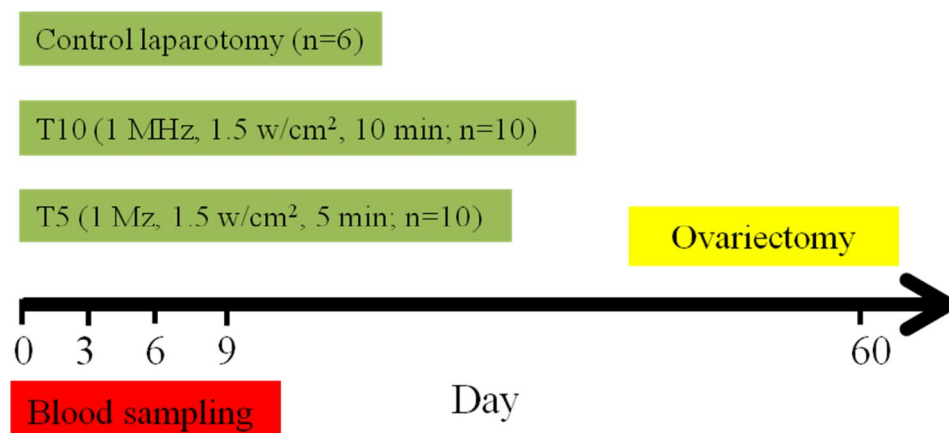 Control laparotomy (n=6)
T10 (1 MHz, 1.5 w/cm², 10 min; n=10)
T5 (1 Mz, 1.5 w/cm², 5 min; n=10)
Ovariectomy
0 3 6 9 60
Blood sampling
Day